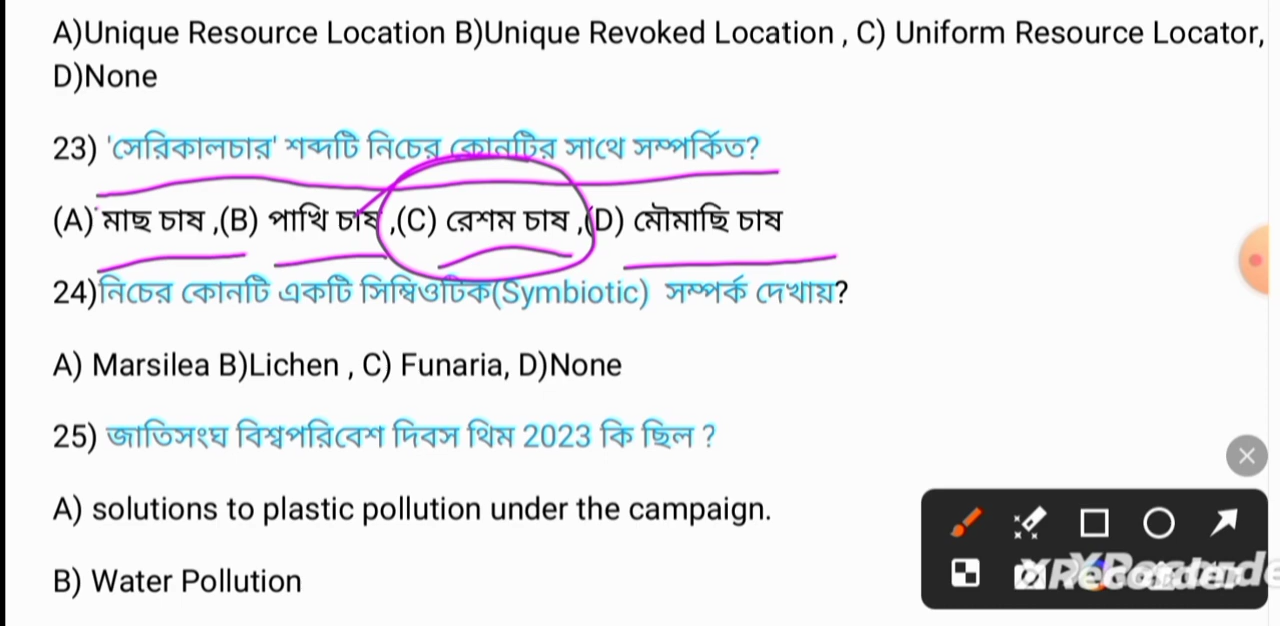 A)Unique Resource Location B)Unique Revoked Location , C) Uniform Resource Locator,
D)None
23) 'সেরিকালচার' শব্দটি নিচের কোনটির সাথে সম্পর্কিত?
(A) মাছ চাষ ,(B) পাখি চাষ ,(C) রেশম চাষ ,(D) মৌমাছি চাষ
24)নিচের কোনটি একটি সিম্বিওটিক(Symbiotic) সম্পর্ক দেখায়?
A) Marsilea B)Lichen , C) Funaria, D)None
25) জাতিসংঘ বিশ্বপরিবেশ দিবস থিম 2023 কি ছিল ?
A) solutions to plastic pollution under the campaign.
B) Water Pollution